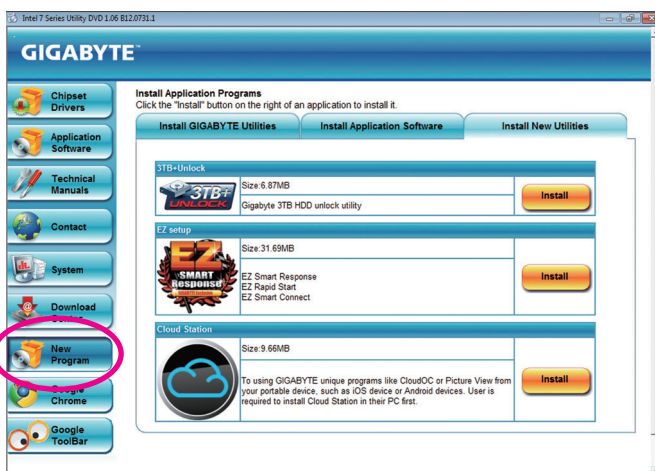 Intel 7 Series Utility DVD 1.06 B12.0731.1
GIGABYTE™
Chipset
Drivers
Application
Software
Technical
Manuals
Contact
System
Download
Center
New
Program
Google
Chrome
Google
ToolBar
Install Application Programs
Click the "Install" button on the right of an application to install it.
Install GIGABYTE Utilities
Install Application Software
Install New Utilities
3TB+Unlock
3TB+
UNLOCK
Size:6.87MB
Gigabyte 3TB HDD unlock utility
Install
EZ setup
EZ
SMART
Response
Size:31.69MB
EZ Smart Response
EZ Rapid Start
EZ Smart Connect
Install
Cloud Station
Size:9.66MB
To using GIGABYTE unique programs like CloudOC or Picture View from
your portable device, such as iOS device or Android devices. User is
required to install Cloud Station in their PC first.
Install